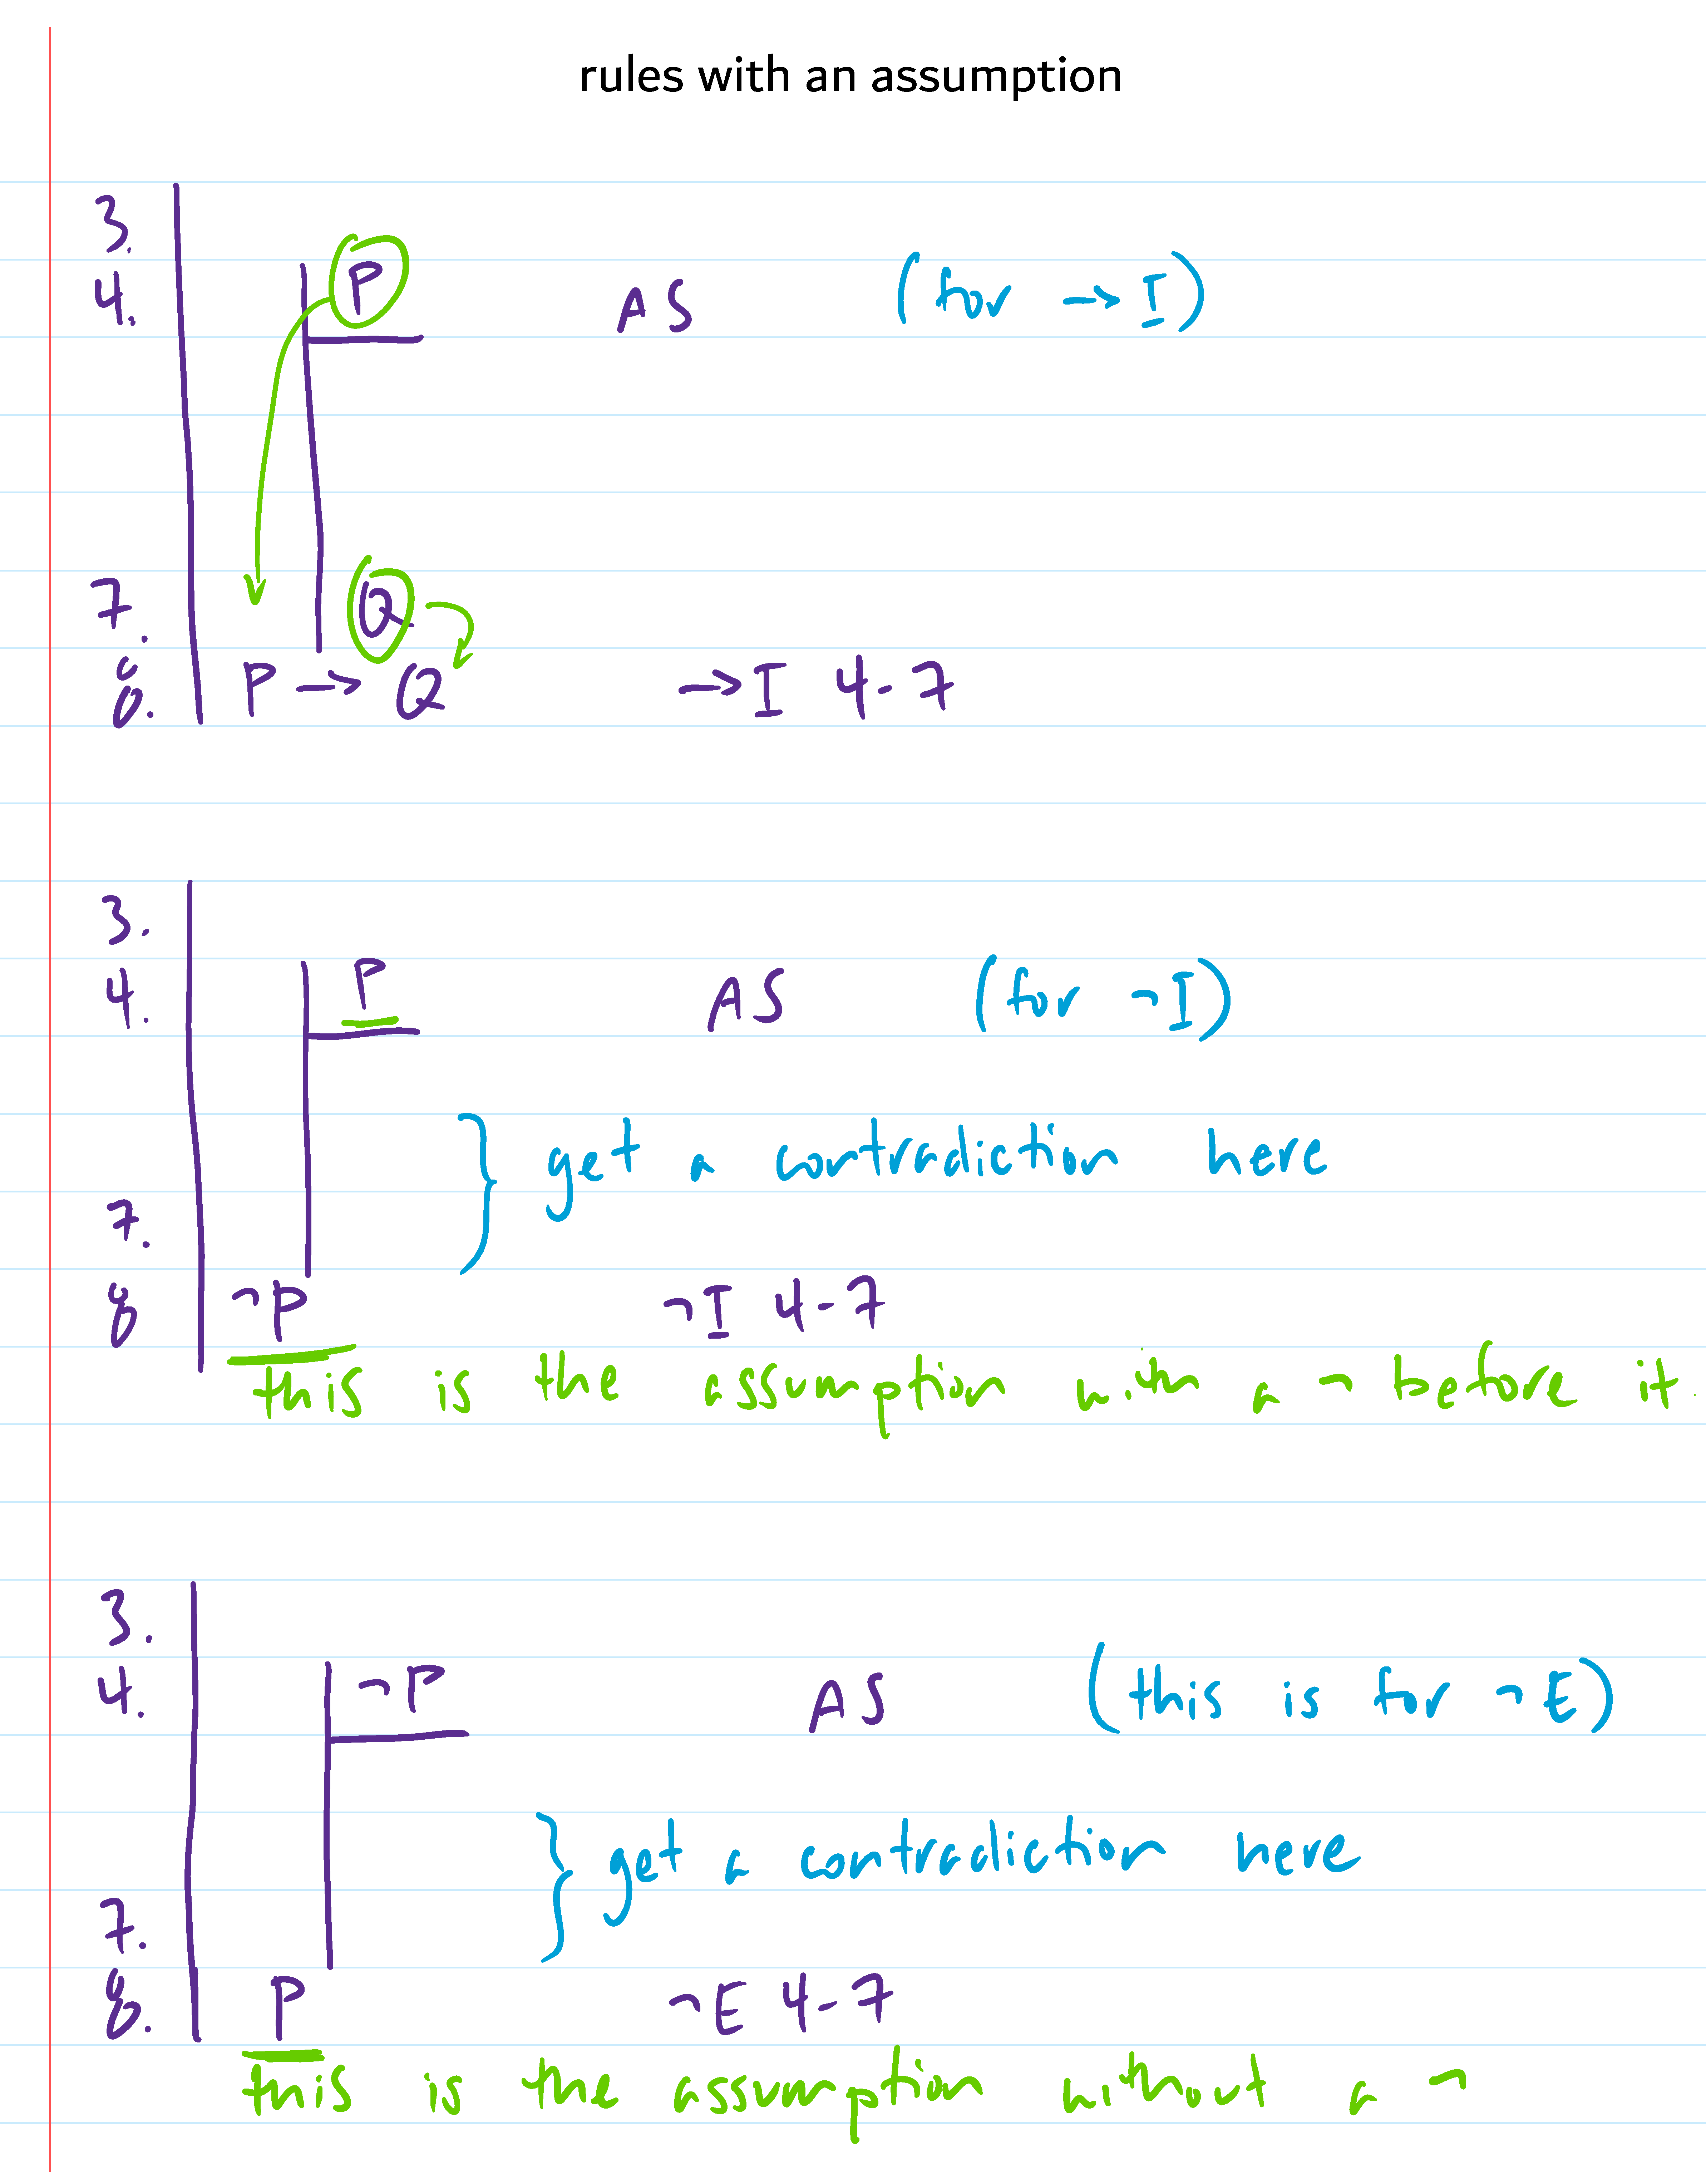 rules with an assumption
3.
4. P AS (for →I)
7. Q
8. P → Q →I 4-7
3.
4. P AS (for ¬I)
} get a contradiction here
7.
8 ¬P ¬I 4-7
this is the assumption with a ¬ before it.
3.
4. ¬P AS (this is for ¬E)
} get a contradiction here
7.
8. P ¬E 4-7
this is the assumption without a ¬